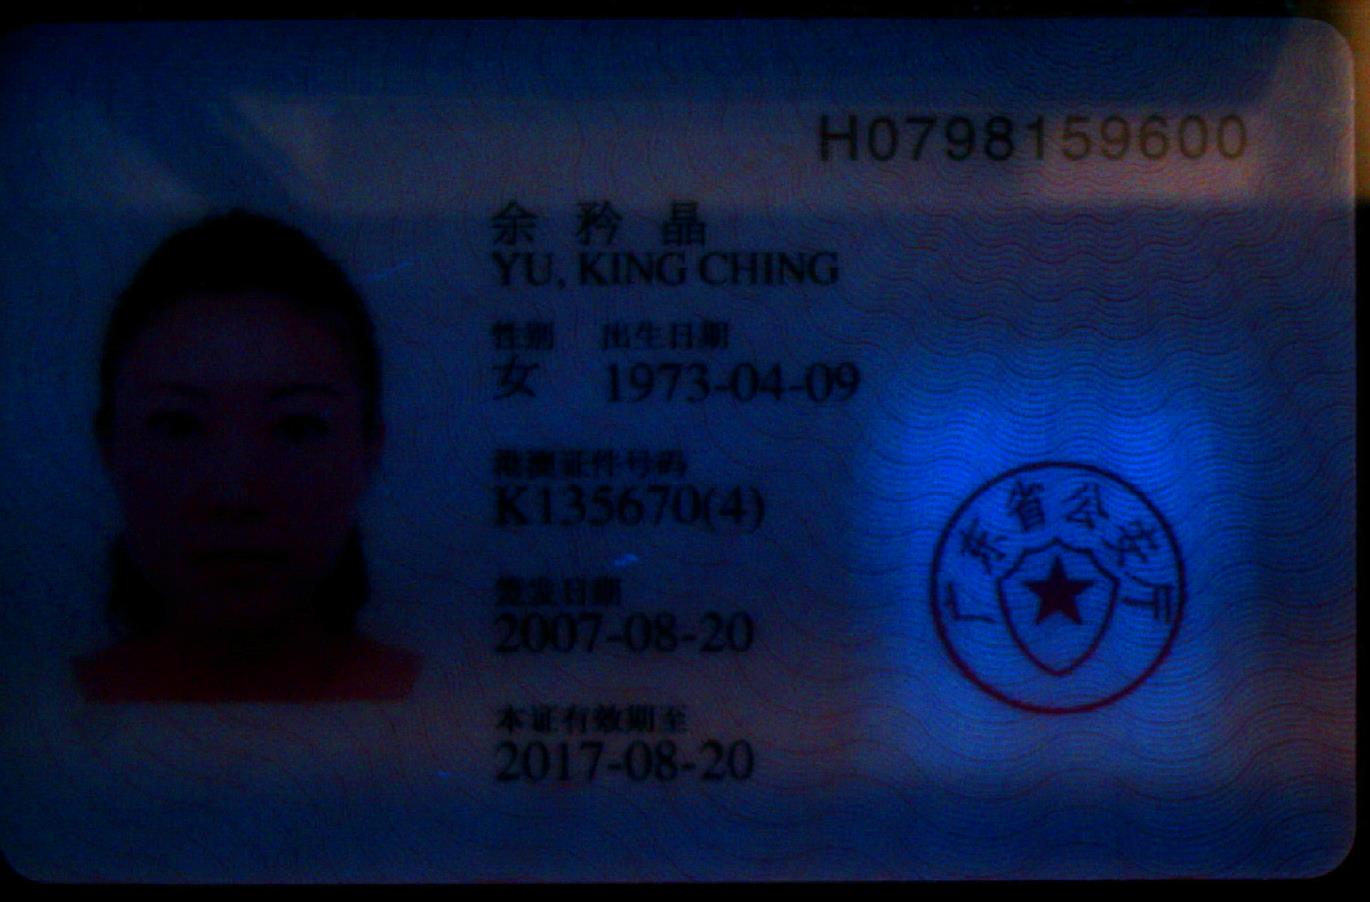 H0798159600
余 矜 晶
YU, KING CHING
性别 出生日期
女 1973-04-09
港澳证件号码
K135670(4)
签发日期
2007-08-20
本证有效期至
2017-08-20
广东省公安厅